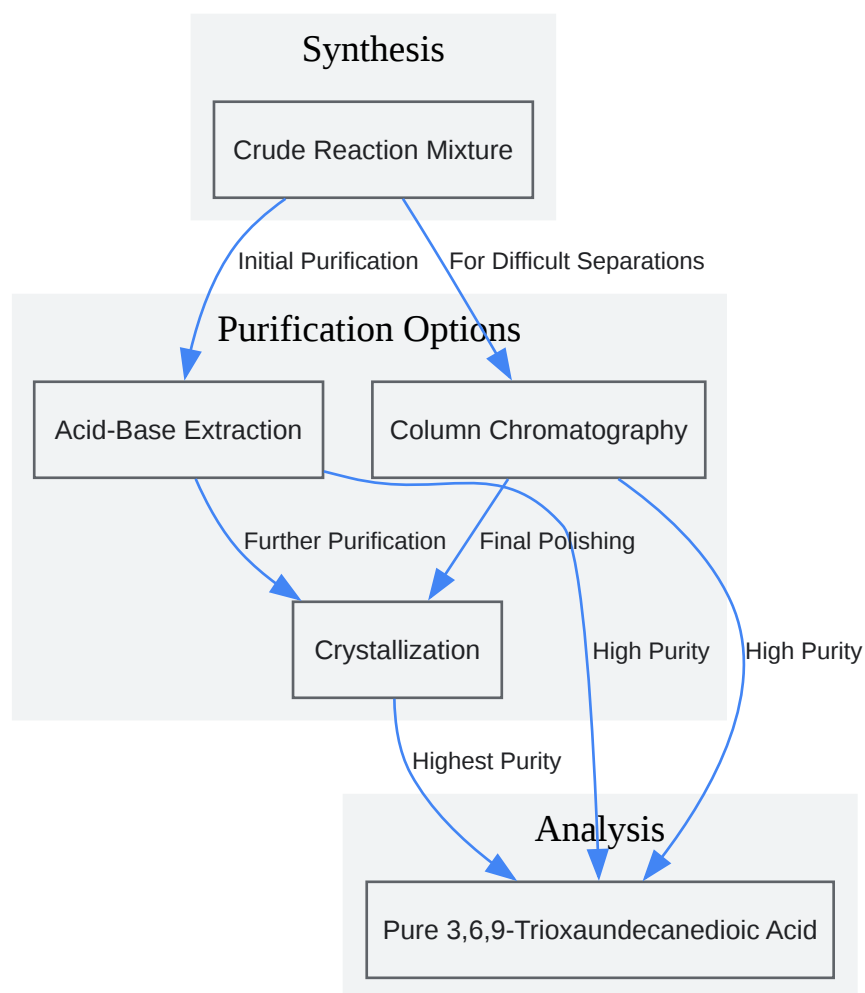 Synthesis
Crude Reaction Mixture
Initial Purification
For Difficult Separations
Purification Options
Acid-Base Extraction
Column Chromatography
Further Purification
Final Polishing
Crystallization
High Purity
High Purity
Highest Purity
Analysis
Pure 3,6,9-Trioxaundecanedioic Acid